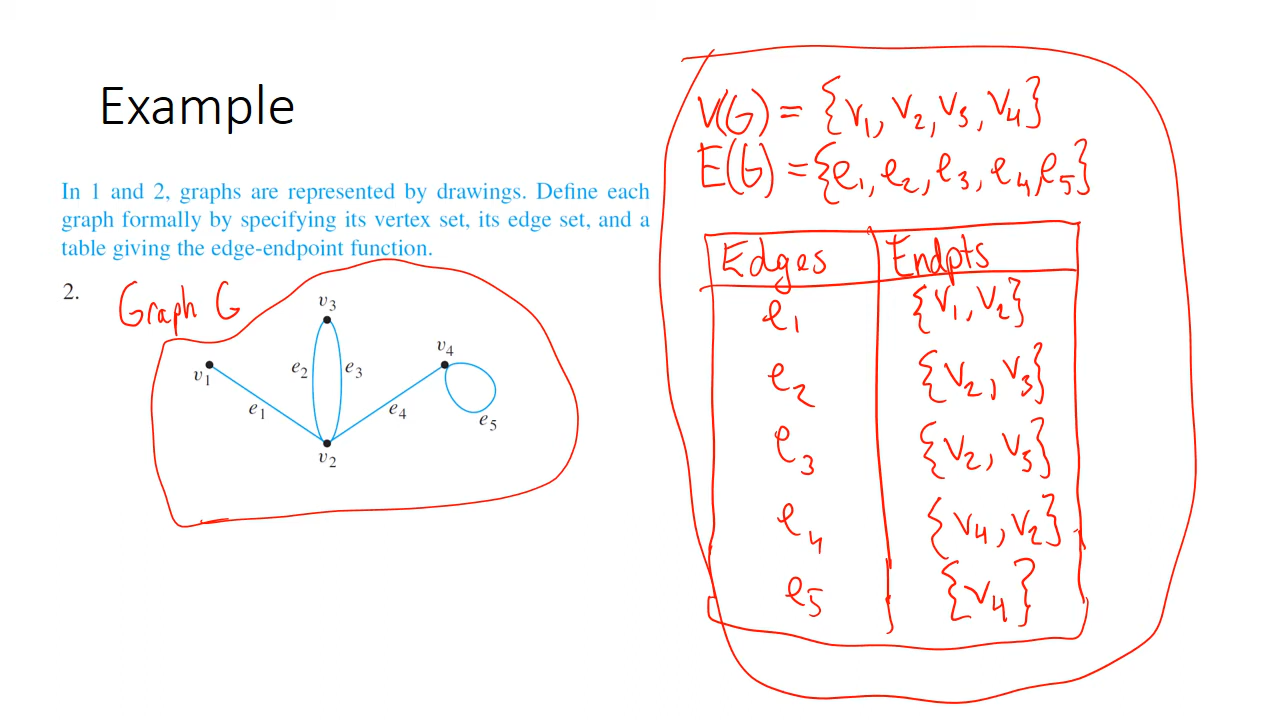 Example
In 1 and 2, graphs are represented by drawings. Define each
graph formally by specifying its vertex set, its edge set, and a
table giving the edge-endpoint function.
2.
Graph G
v₃
v₁
e₂
e₃
v₄
e₁
e₄
e₅
v₂
V(G) = {v₁, v₂, v₃, v₄}
E(G) = {e₁, e₂, e₃, e₄, e₅}
Edges Endpts
e₁ {v₁, v₂}
e₂ {v₂, v₃}
e₃ {v₂, v₃}
e₄ {v₄, v₂}
e₅ {v₄}